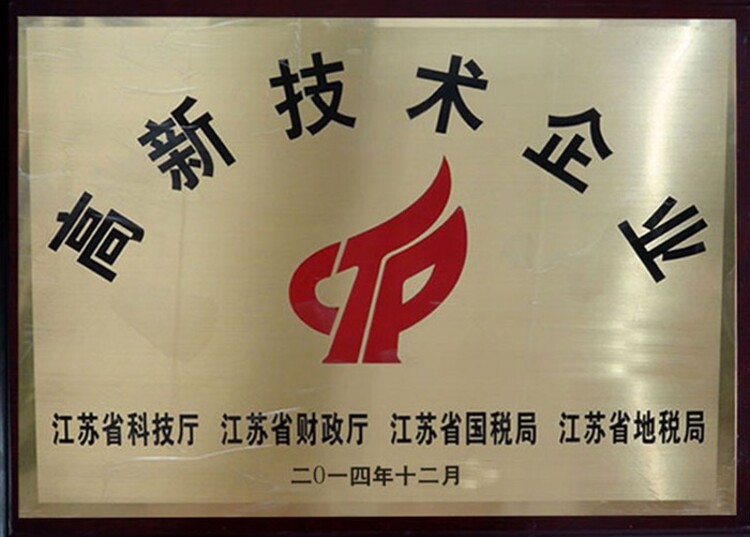 高新技术企业
CTP
江苏省科技厅 江苏省财政厅 江苏省国税局 江苏省地税局
二〇一四年十二月